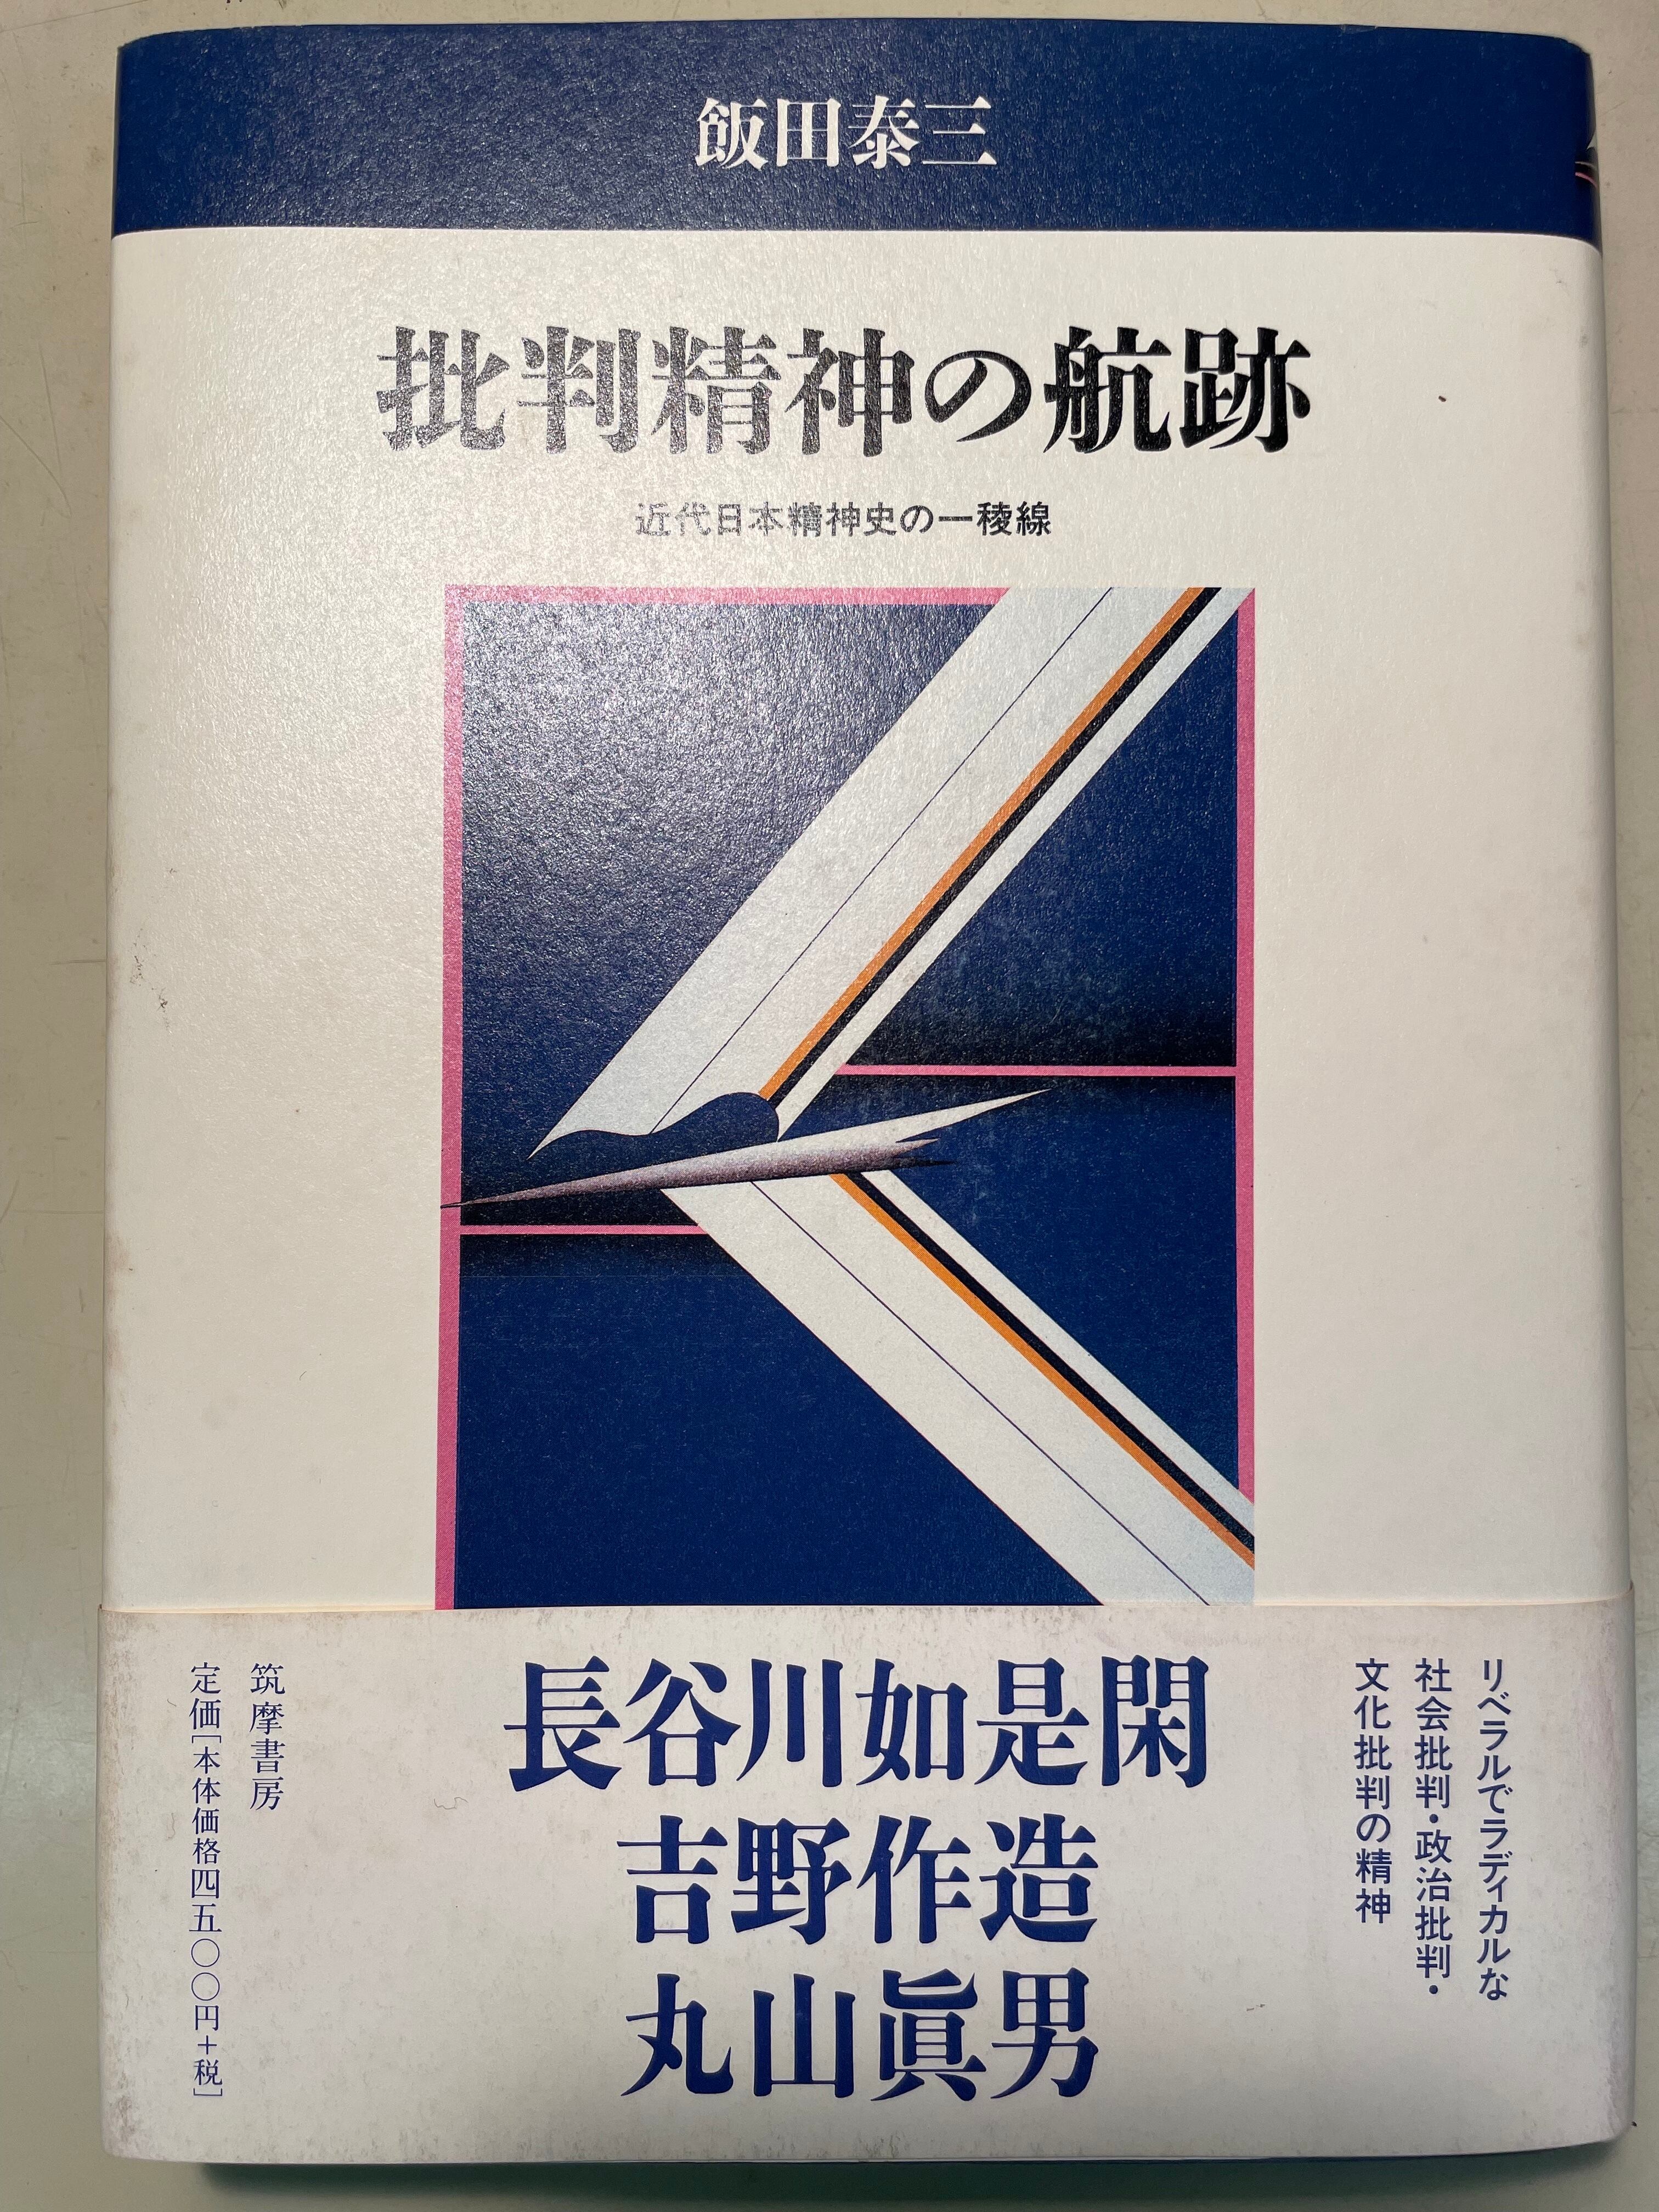 飯田泰三
批判精神の航跡
近代日本精神史の一稜線
リベラルでラディカルな
社会批判・政治批判・
文化批判の精神
長谷川如是閑
吉野作造
丸山眞男
筑摩書房
定価[本体価格四五〇〇円+税]